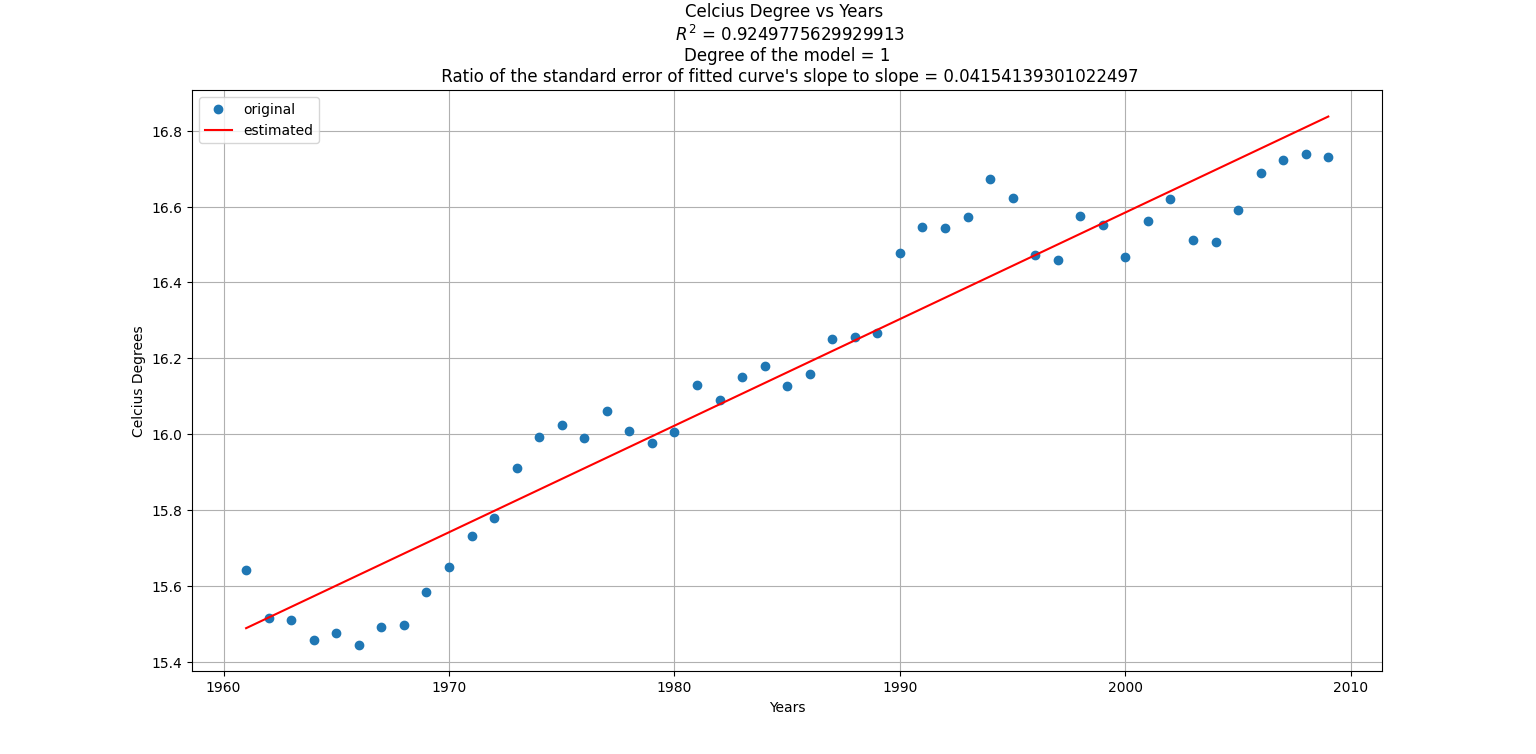 Celcius Degree vs Years
R² = 0.9249775629929913
Degree of the model = 1
Ratio of the standard error of fitted curve's slope to slope = 0.04154139301022497
original
estimated
16.8
16.6
16.4
16.2
16.0
15.8
15.6
15.4
Celcius Degrees
1960 1970 1980 1990 2000 2010
Years